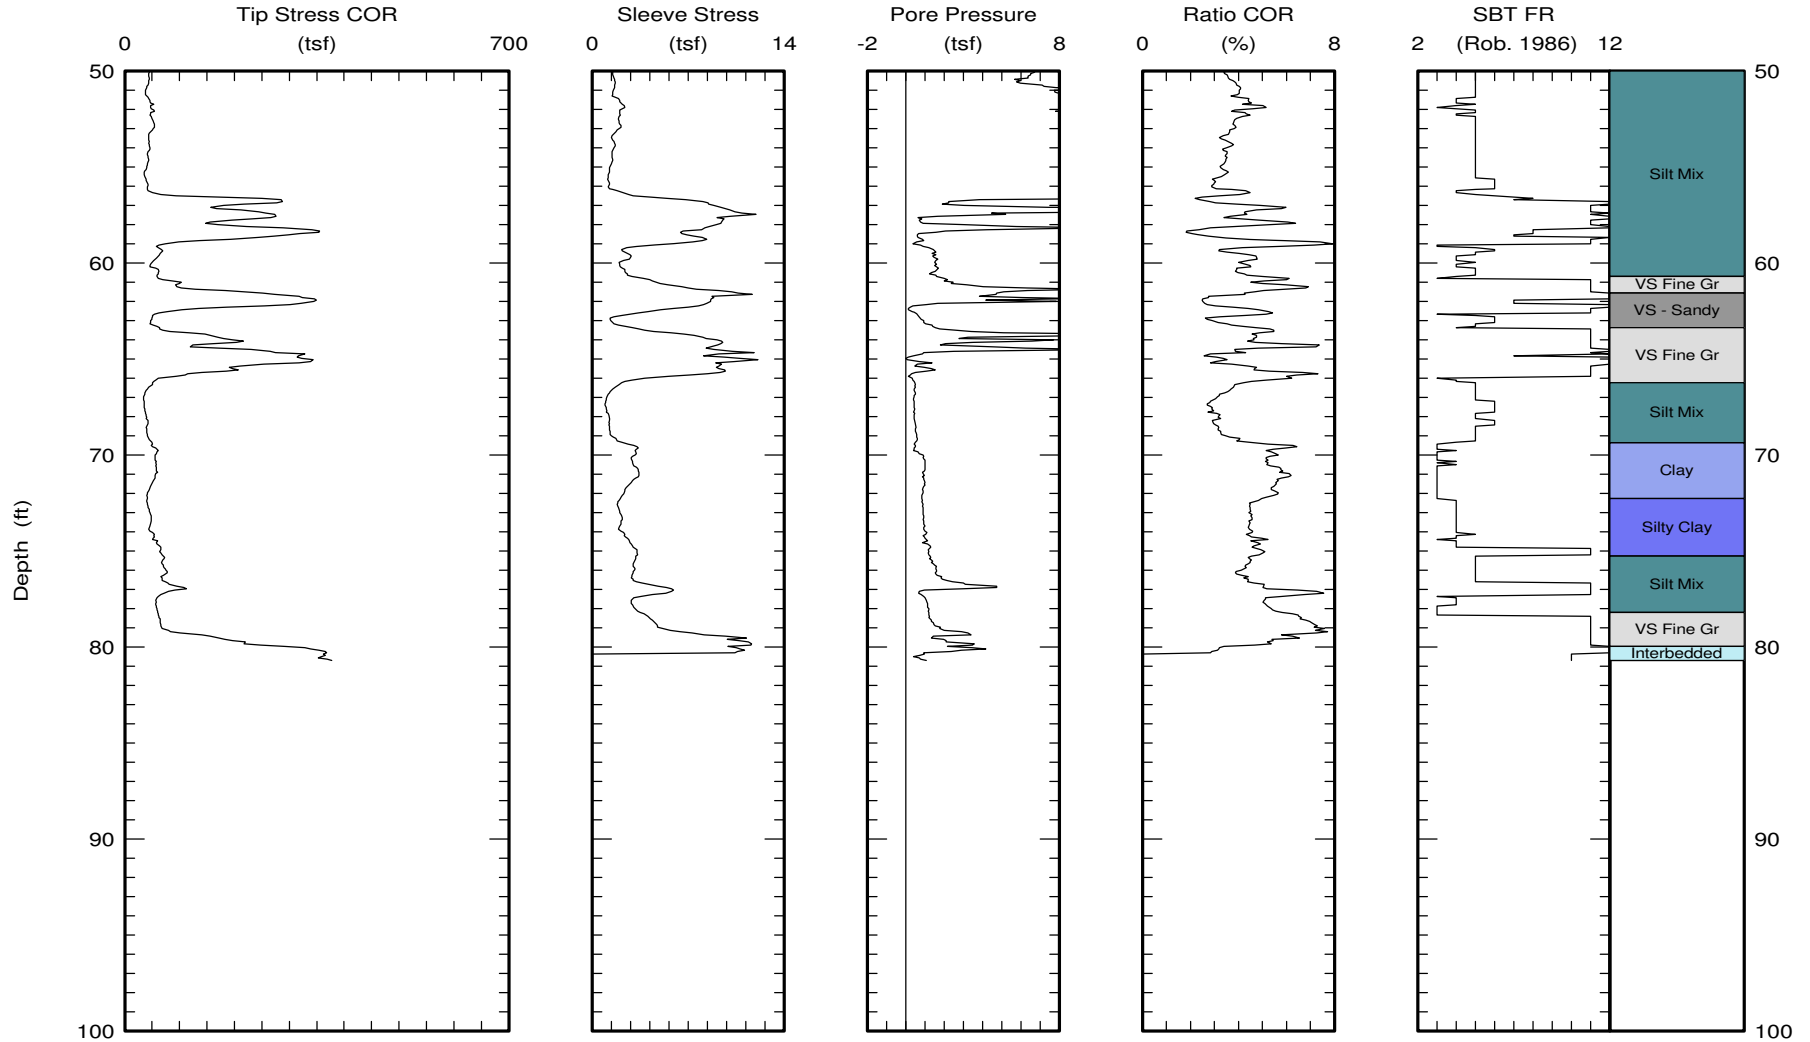 Tip Stress COR Sleeve Stress Pore Pressure Ratio COR SBT FR
0 (tsf) 700 0 (tsf) 14 -2 (tsf) 8 0 (%) 8 2 (Rob. 1986) 12
50 50
Silt Mix
60 60
VS Fine Gr
VS - Sandy
VS Fine Gr
Silt Mix
70 70
Clay
Silty Clay
Depth (ft)
Silt Mix
VS Fine Gr
80 80
Interbedded
90 90
100 100